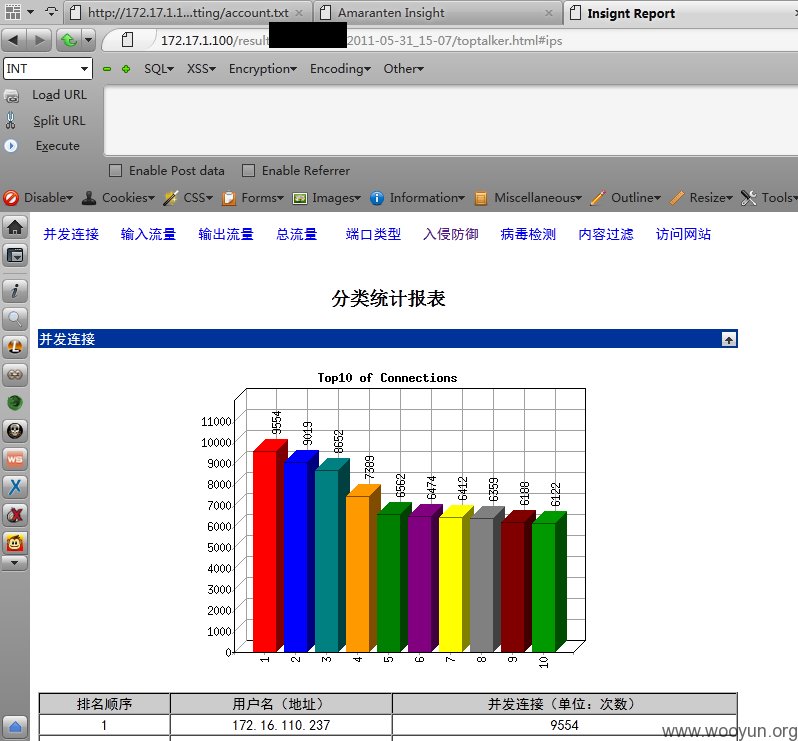 http://172.17.1.1...tting/account.txt
Amaranten Insight
Insignt Report
172.17.1.100/result 2011-05-31_15-07/toptalker.html#ips
INT SQL XSS Encryption Encoding Other
Load URL
Split URL
Execute
Enable Post data Enable Referrer
Disable Cookies CSS Forms Images Information Miscellaneous Outline Resize Tools
并发连接 输入流量 输出流量 总流量 端口类型 入侵防御 病毒检测 内容过滤 访问网站
分类统计报表
并发连接
Top10 of Connections
9554 9019 8652 7389 6562 6474 6412 6359 6188 6122
11000
10000
9000
8000
7000
6000
5000
4000
3000
2000
1000
0
1 2 3 4 5 6 7 8 9 10
排名顺序 用户名（地址） 并发连接（单位：次数）
1 172.16.110.237 9554
www.wooyun.org